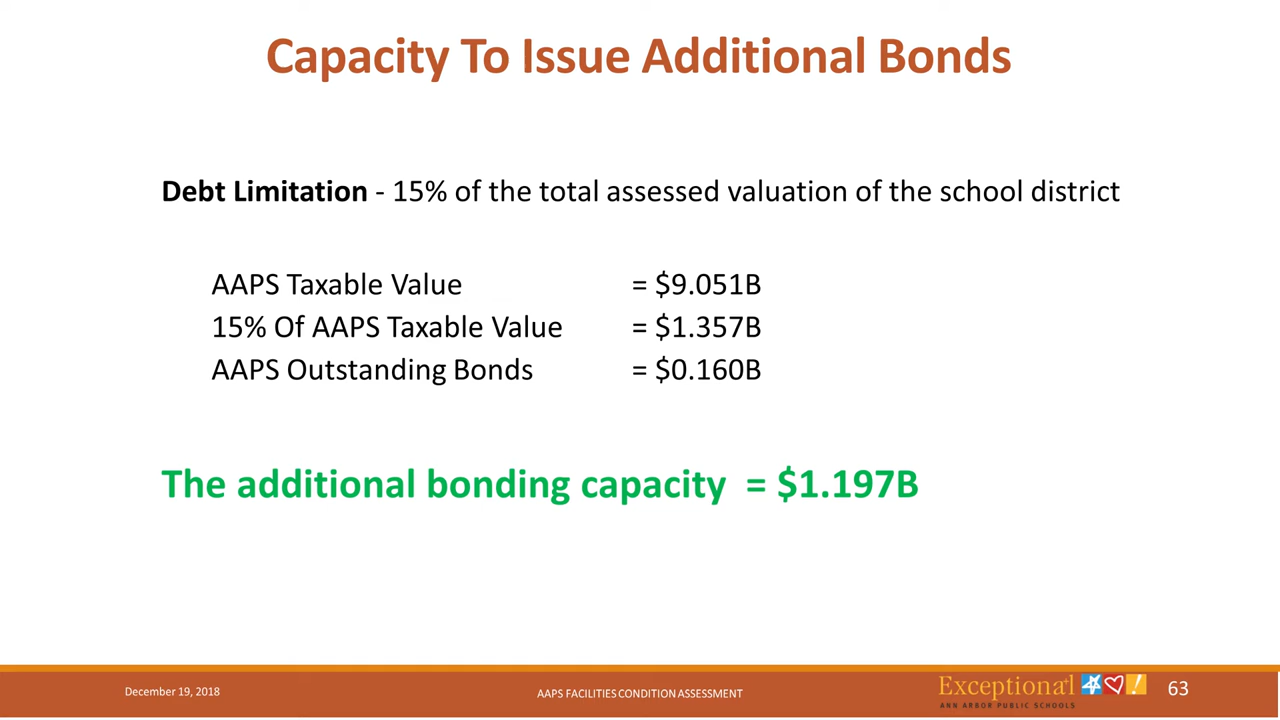 Capacity To Issue Additional Bonds
Debt Limitation - 15% of the total assessed valuation of the school district
AAPS Taxable Value = $9.051B
15% Of AAPS Taxable Value = $1.357B
AAPS Outstanding Bonds = $0.160B
The additional bonding capacity = $1.197B
December 19, 2018
AAPS FACILITIES CONDITION ASSESSMENT
Exceptional
ANN ARBOR PUBLIC SCHOOLS
63